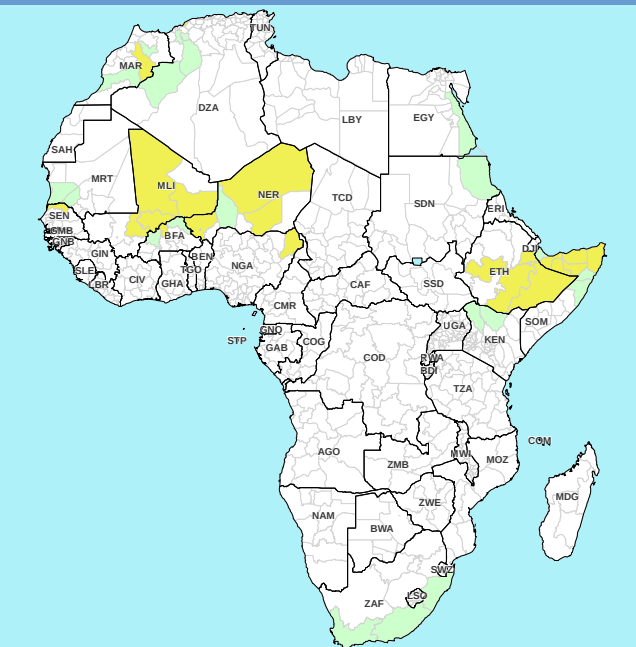 TUN
MAR
DZA
LBY
EGY
SAH
MRT
MLI
NER
TCD
SDN
ERI
SEN
GMB
GNB
BFA
DJI
GIN
BEN
NGA
ETH
SLE
TGO
CIV
GHA
LBR
CAF
SSD
CMR
SOM
GNQ
UGA
STP
GAB
COG
COD
KEN
RWA
BDI
TZA
COM
AGO
MWI
MOZ
ZMB
MDG
NAM
ZWE
BWA
SWZ
LSO
ZAF